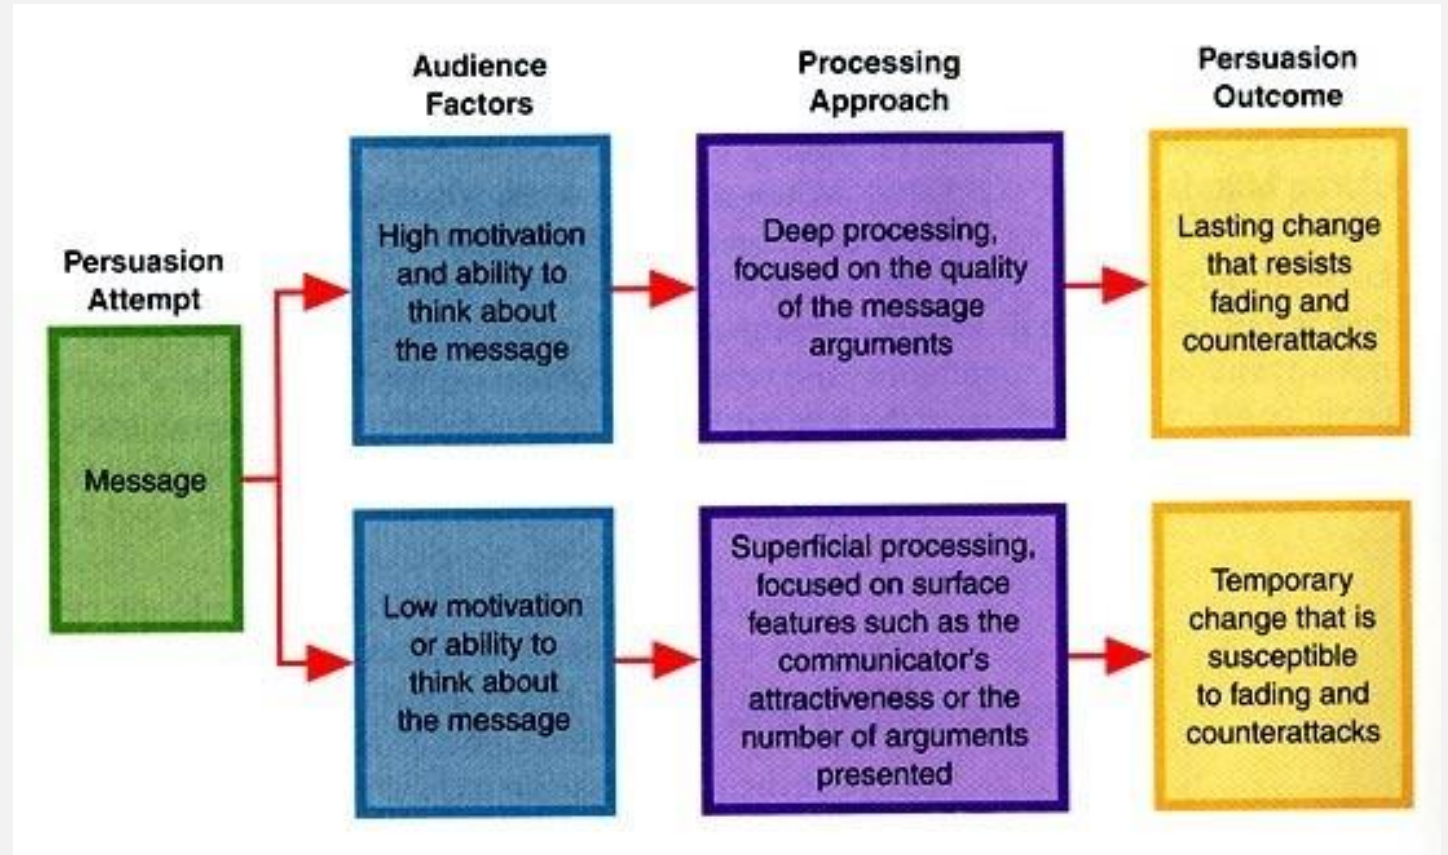 Audience
Factors
Processing
Approach
Persuasion
Outcome
Persuasion
Attempt
Message
High motivation
and ability to
think about
the message
Deep processing,
focused on the quality
of the message
arguments
Lasting change
that resists
fading and
counterattacks
Low motivation
or ability to
think about
the message
Superficial processing,
focused on surface
features such as the
communicator's
attractiveness or the
number of arguments
presented
Temporary
change that is
susceptible
to fading and
counterattacks